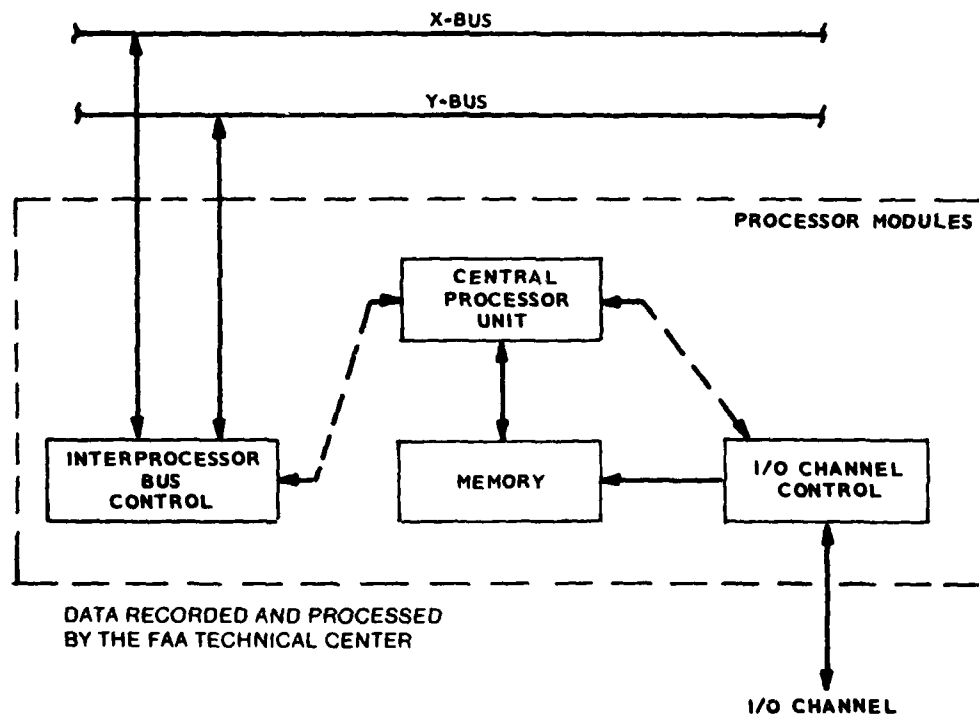 X-BUS
Y-BUS
PROCESSOR MODULES
CENTRAL
PROCESSOR
UNIT
INTERPROCESSOR
BUS
CONTROL
MEMORY
I/O CHANNEL
CONTROL
DATA RECORDED AND PROCESSED
BY THE FAA TECHNICAL CENTER
I/O CHANNEL